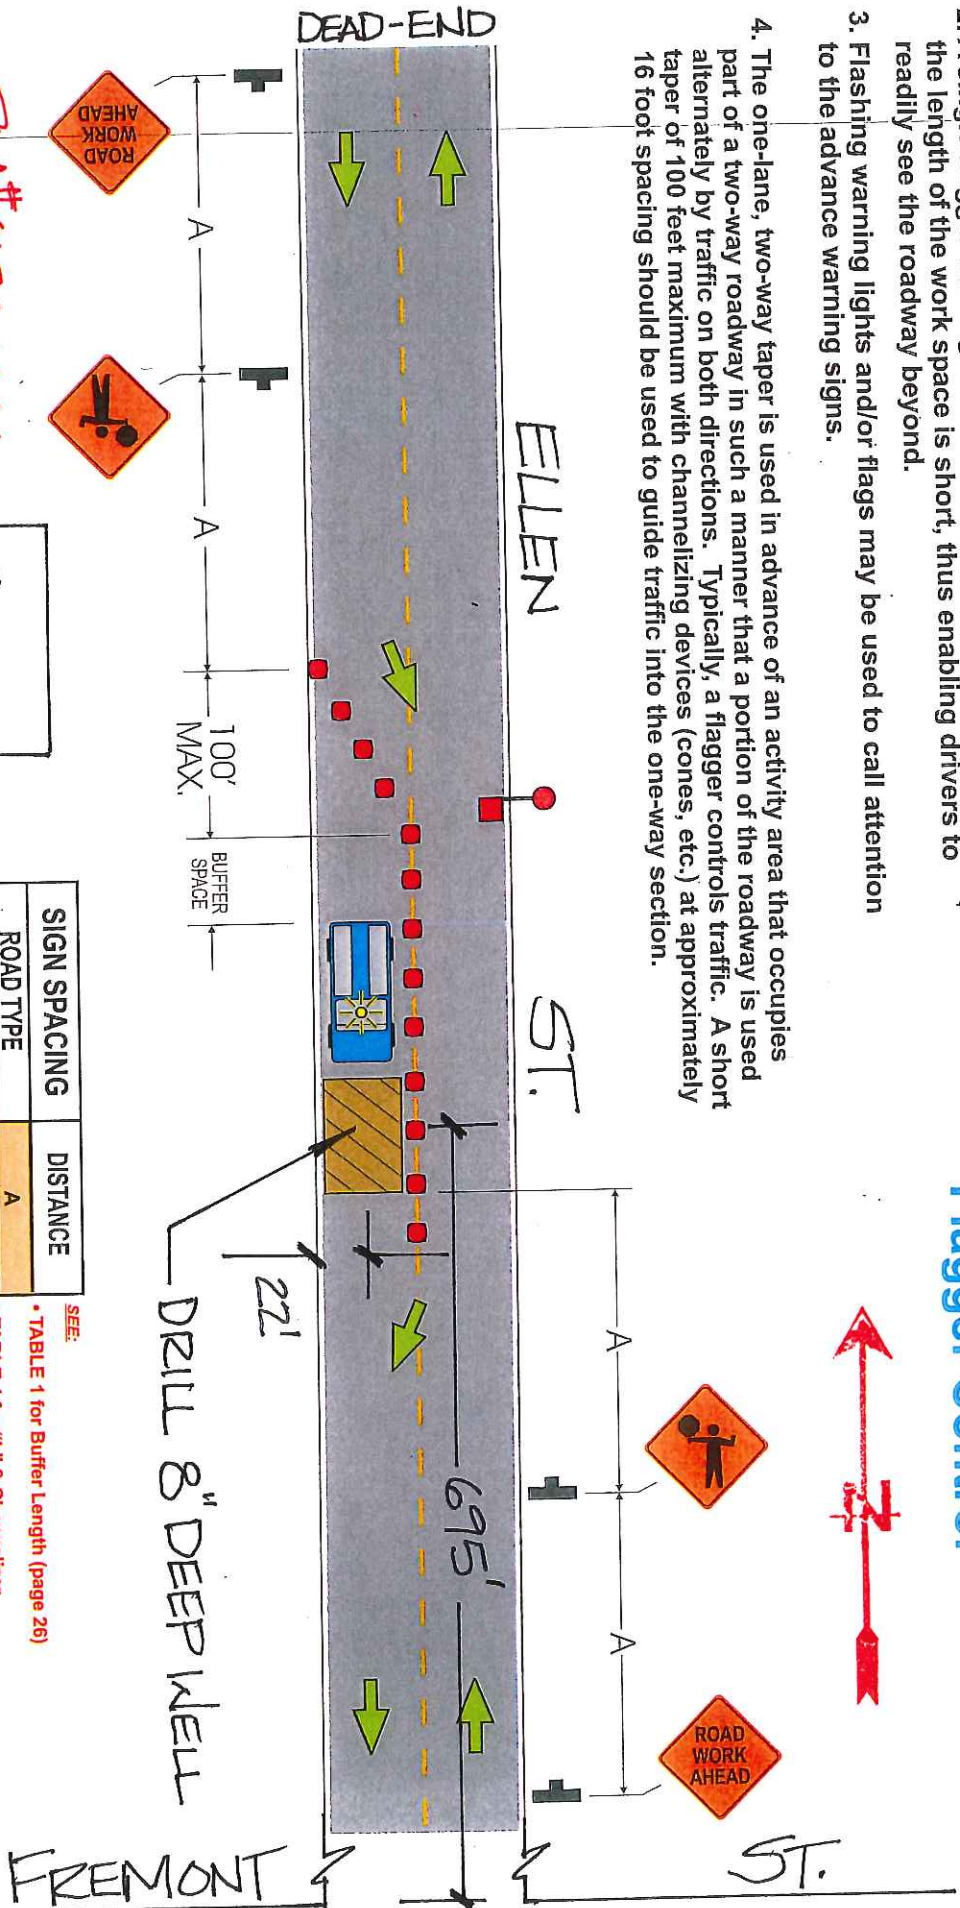 the length of the work space is short, thus enabling drivers to
readily see the roadway beyond.
3. Flashing warning lights and/or flags may be used to call attention
to the advance warning signs.
4. The one-lane, two-way taper is used in advance of an activity area that occupies
part of a two-way roadway in such a manner that a portion of the roadway is used
alternately by traffic on both directions. Typically, a flagger controls traffic. A short
taper of 100 feet maximum with channelizing devices (cones, etc.) at approximately
16 foot spacing should be used to guide traffic into the one-way section.
Flagger Control
N
DEAD-END
ELLEN
ST.
A
A
ROAD
WORK
AHEAD
695'
22'
A
A
100'
MAX.
BUFFER
SPACE
ROAD
WORK
AHEAD
DRILL 8" DEEP WELL
FREMONT
ST.
SIGN SPACING
DISTANCE
ROAD TYPE
A
SEE:
• TABLE 1 for Buffer Length (page 26)